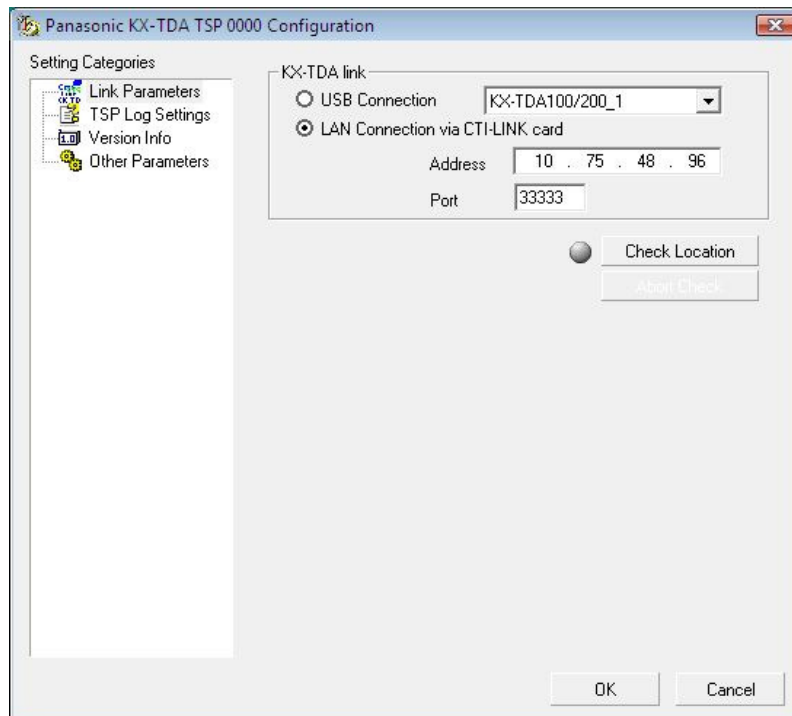 Panasonic KX-TDA TSP 0000 Configuration
Setting Categories
Link Parameters
TSP Log Settings
Version Info
Other Parameters
KX-TDA link
USB Connection KX-TDA100/200_1
LAN Connection via CTI-LINK card
Address 10 . 75 . 48 . 96
Port 33333
Check Location
Abort Check
OK Cancel